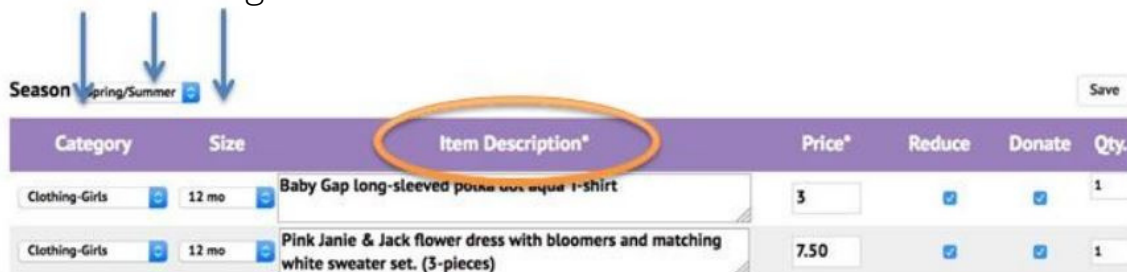 Season Spring/Summer Save
Category Size Item Description* Price* Reduce Donate Qty.
Clothing-Girls 12 mo Baby Gap long-sleeved polka dot aqua T-shirt 3 1
Clothing-Girls 12 mo Pink Janie & Jack flower dress with bloomers and matching 7.50 1
white sweater set. (3-pieces)